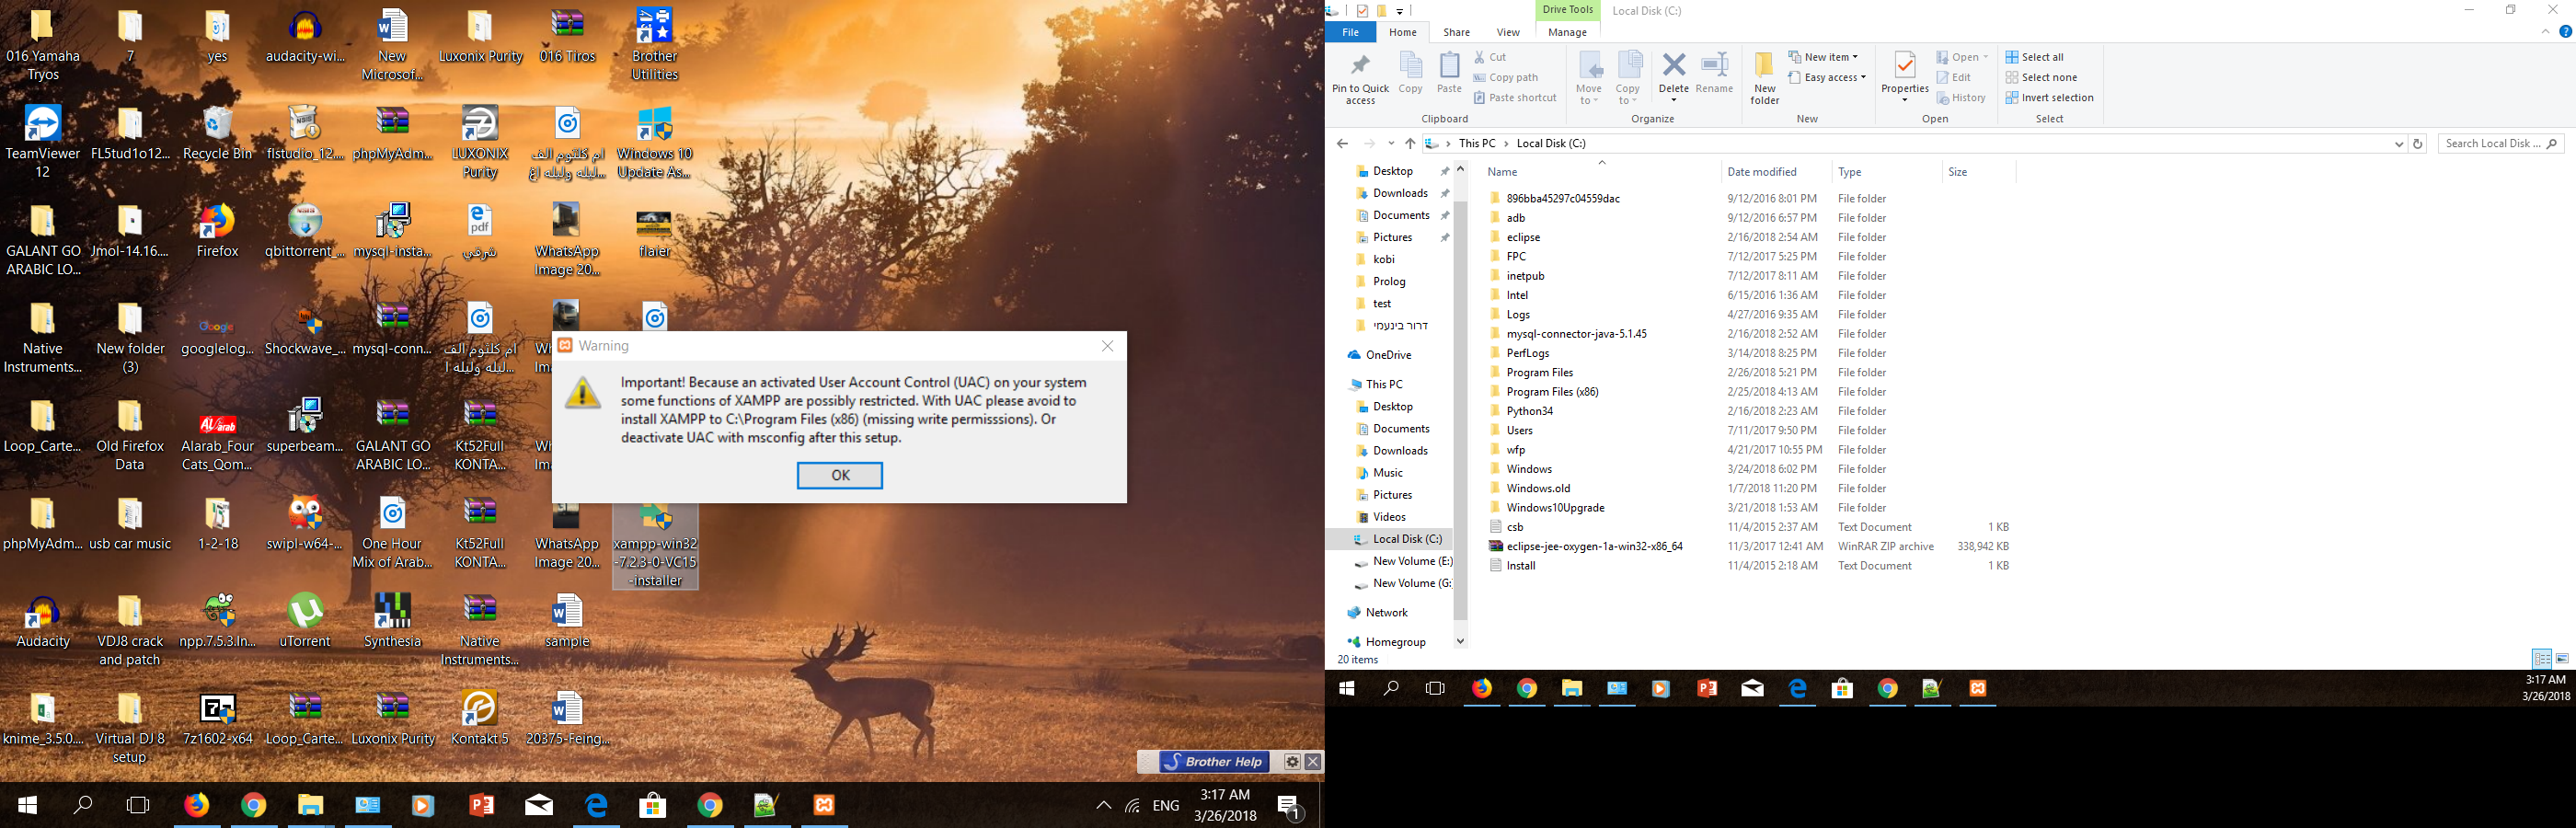 016 Yamaha
Tryos
7
yes
audacity-wi...
New
Microsof...
Luxonix Purity
016 Tiros
Brother
Utilities
TeamViewer
12
FL5tud1o12...
Recycle Bin
flstudio_12....
phpMyAdm...
LUXONIX
Purity
ام كلثوم الف
ليله وليله اغ...
Windows 10
Update As...
GALANT GO
ARABIC LO...
Jmol-14.16....
Firefox
qbittorrent_...
mysql-insta...
pdf
شرقي
WhatsApp
Image 20...
flaier
Native
Instruments...
New folder
(3)
Google
googlelog...
Shockwave_...
mysql-conn...
ام كلثوم الف
ليله وليله ا...
Loop_Carte...
Old Firefox
Data
Alarab_Four
Cats_Qom...
superbeam...
GALANT GO
ARABIC LO...
Kt52Full
KONTA...
phpMyAdm...
usb car music
1-2-18
swipl-w64-...
One Hour
Mix of Arab...
Kt52Full
KONTA...
WhatsApp
Image 20...
xampp-win32
-7.2.3-0-VC15
-installer
Audacity
VDJ8 crack
and patch
npp.7.5.3.In...
uTorrent
Synthesia
Native
Instruments...
sample
knime_3.5.0....
Virtual DJ 8
setup
7z1602-x64
Loop_Carte...
Luxonix Purity
Kontakt 5
20375-Feing...
Warning
Important! Because an activated User Account Control (UAC) on your system
some functions of XAMPP are possibly restricted. With UAC please avoid to
install XAMPP to C:\Program Files (x86) (missing write permisssions). Or
deactivate UAC with msconfig after this setup.
OK
Brother Help
ENG
3:17 AM
3/26/2018
1
Drive Tools
Local Disk (C:)
File
Home
Share
View
Manage
Pin to Quick
access
Copy
Paste
Cut
Copy path
Paste shortcut
Clipboard
Move
to
Copy
to
Delete
Rename
Organize
New
folder
New item
Easy access
New
Properties
Open
Edit
History
Open
Select all
Select none
Invert selection
Select
This PC
Local Disk (C:)
Search Local Disk ...
Desktop
Downloads
Documents
Pictures
kobi
Prolog
test
דרור בינעמי
OneDrive
This PC
Desktop
Documents
Downloads
Music
Pictures
Videos
Local Disk (C:)
New Volume (E:)
New Volume (G:
Network
Homegroup
Name Date modified Type Size
896bba45297c04559dac 9/12/2016 8:01 PM File folder
adb 9/12/2016 6:57 PM File folder
eclipse 2/16/2018 2:54 AM File folder
FPC 7/12/2017 5:25 PM File folder
inetpub 7/12/2017 8:11 AM File folder
Intel 6/15/2016 1:36 AM File folder
Logs 4/27/2016 9:35 AM File folder
mysql-connector-java-5.1.45 2/16/2018 2:52 AM File folder
PerfLogs 3/14/2018 8:25 PM File folder
Program Files 2/26/2018 5:21 PM File folder
Program Files (x86) 2/25/2018 4:13 AM File folder
Python34 2/16/2018 2:23 AM File folder
Users 7/11/2017 9:50 PM File folder
wfp 4/21/2017 10:55 PM File folder
Windows 3/24/2018 6:02 PM File folder
Windows.old 1/7/2018 11:20 PM File folder
Windows10Upgrade 3/21/2018 1:53 AM File folder
csb 11/4/2015 2:37 AM Text Document 1 KB
eclipse-jee-oxygen-1a-win32-x86_64 11/3/2017 12:41 AM WinRAR ZIP archive 338,942 KB
Install 11/4/2015 2:18 AM Text Document 1 KB
20 items
3:17 AM
3/26/2018